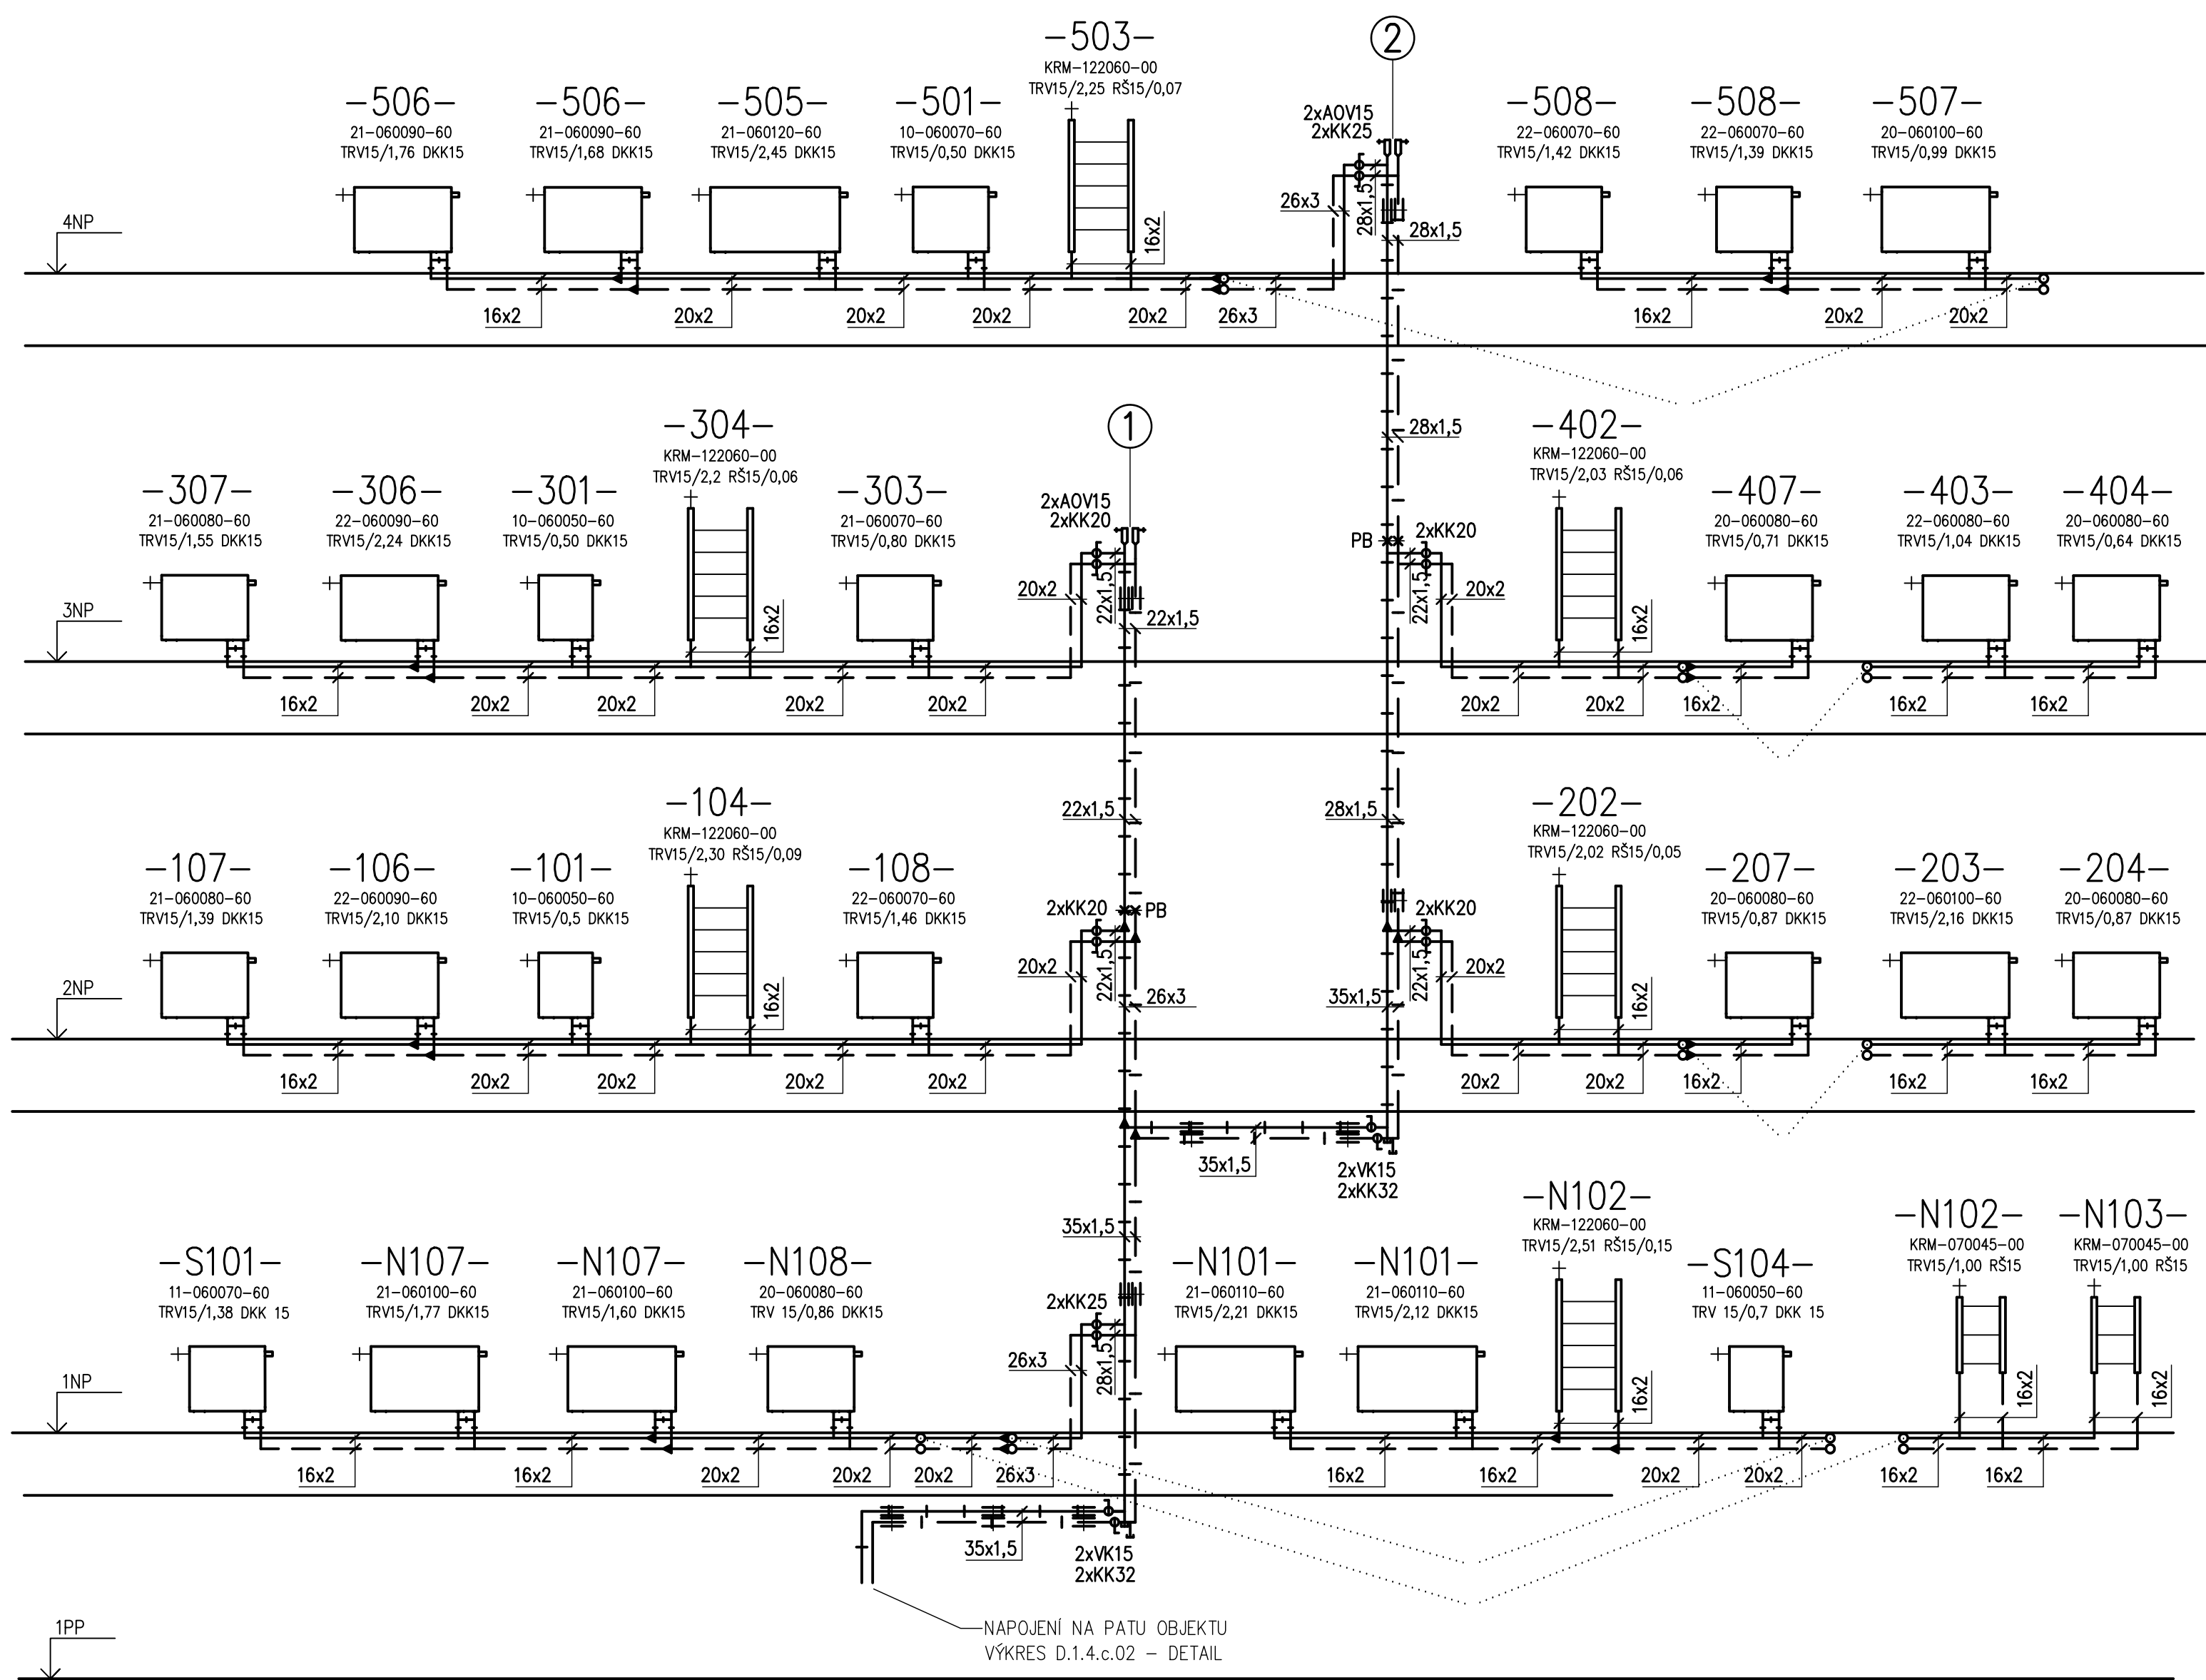 -503-
KRM-122060-00
TRV15/2,25 RŠ15/0,07
2
-506-
21-060090-60
TRV15/1,76 DKK15
-506-
21-060090-60
TRV15/1,68 DKK15
-505-
21-060120-60
TRV15/2,45 DKK15
-501-
10-060070-60
TRV15/0,50 DKK15
2xAOV15
2xKK25
-508-
22-060070-60
TRV15/1,42 DKK15
-508-
22-060070-60
TRV15/1,39 DKK15
-507-
20-060100-60
TRV15/0,99 DKK15
4NP
16x2
26x3
28x1,5
28x1,5
16x2
20x2
20x2
20x2
20x2
26x3
16x2
20x2
20x2
1
28x1,5
-304-
KRM-122060-00
TRV15/2,2 RŠ15/0,06
-402-
KRM-122060-00
TRV15/2,03 RŠ15/0,06
-307-
21-060080-60
TRV15/1,55 DKK15
-306-
22-060090-60
TRV15/2,24 DKK15
-301-
10-060050-60
TRV15/0,50 DKK15
-303-
21-060070-60
TRV15/0,80 DKK15
2xAOV15
2xKK20
PB
2xKK20
-407-
20-060080-60
TRV15/0,71 DKK15
-403-
22-060080-60
TRV15/1,04 DKK15
-404-
20-060080-60
TRV15/0,64 DKK15
3NP
16x2
20x2
22x1,5
22x1,5
22x1,5
20x2
16x2
16x2
20x2
20x2
20x2
20x2
20x2
20x2
16x2
16x2
16x2
-104-
KRM-122060-00
TRV15/2,30 RŠ15/0,09
22x1,5
28x1,5
-202-
KRM-122060-00
TRV15/2,02 RŠ15/0,05
-107-
21-060080-60
TRV15/1,39 DKK15
-106-
22-060090-60
TRV15/2,10 DKK15
-101-
10-060050-60
TRV15/0,5 DKK15
-108-
22-060070-60
TRV15/1,46 DKK15
2xKK20
PB
2xKK20
-207-
20-060080-60
TRV15/0,87 DKK15
-203-
22-060100-60
TRV15/2,16 DKK15
-204-
20-060080-60
TRV15/0,87 DKK15
2NP
16x2
20x2
22x1,5
26x3
35x1,5
22x1,5
20x2
16x2
16x2
20x2
20x2
20x2
20x2
20x2
20x2
16x2
16x2
16x2
35x1,5
2xVK15
2xKK32
35x1,5
-N102-
KRM-122060-00
TRV15/2,51 RŠ15/0,15
-N102-
KRM-070045-00
TRV15/1,00 RŠ15
-N103-
KRM-070045-00
TRV15/1,00 RŠ15
-S101-
11-060070-60
TRV15/1,38 DKK 15
-N107-
21-060100-60
TRV15/1,77 DKK15
-N107-
21-060100-60
TRV15/1,60 DKK15
-N108-
20-060080-60
TRV 15/0,86 DKK15
2xKK25
-N101-
21-060110-60
TRV15/2,21 DKK15
-N101-
21-060110-60
TRV15/2,12 DKK15
-S104-
11-060050-60
TRV 15/0,7 DKK 15
1NP
26x3
28x1,5
16x2
16x2
16x2
16x2
16x2
20x2
20x2
20x2
26x3
16x2
16x2
20x2
20x2
16x2
16x2
35x1,5
2xVK15
2xKK32
NAPOJENÍ NA PATU OBJEKTU
VÝKRES D.1.4.c.02 - DETAIL
1PP